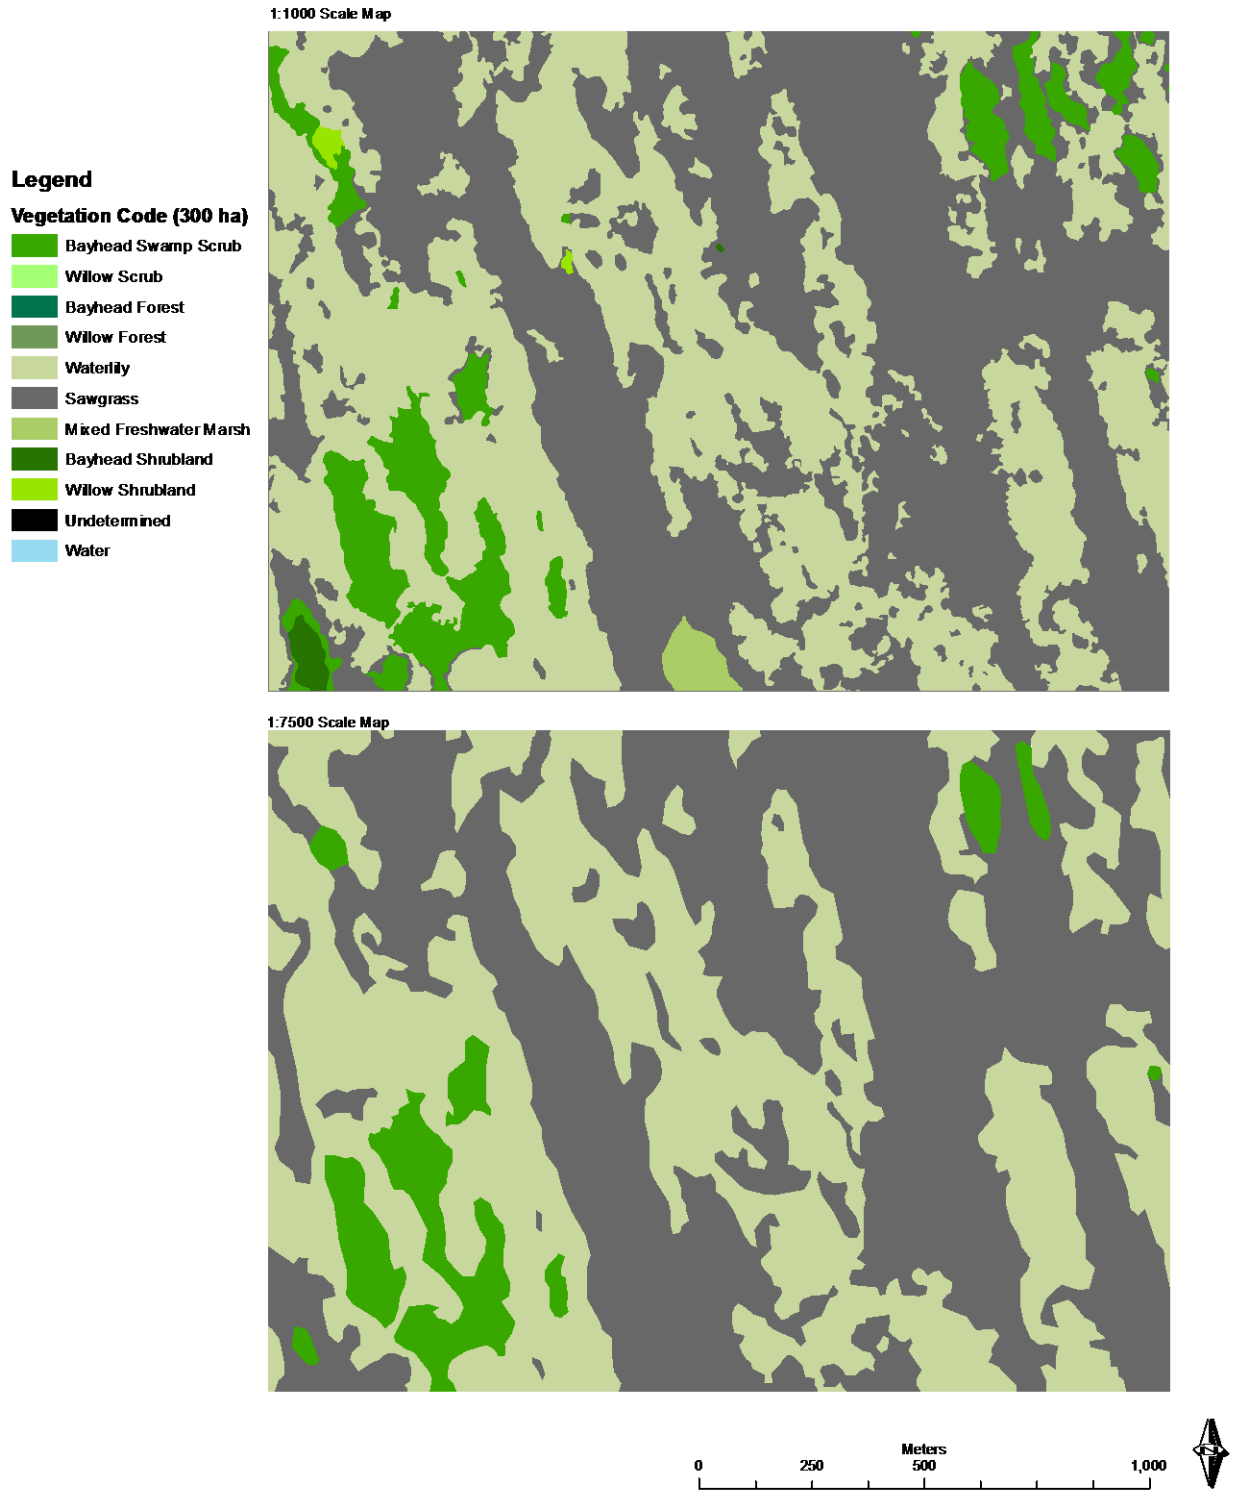 1:1000 Scale Map
Legend
Vegetation Code (300 ha)
Bayhead Swamp Scrub
Willow Scrub
Bayhead Forest
Willow Forest
Waterlily
Sawgrass
Mixed Freshwater Marsh
Bayhead Shrubland
Willow Shrubland
Undetermined
Water
1:7500 Scale Map
Meters
0 250 500 1,000
N